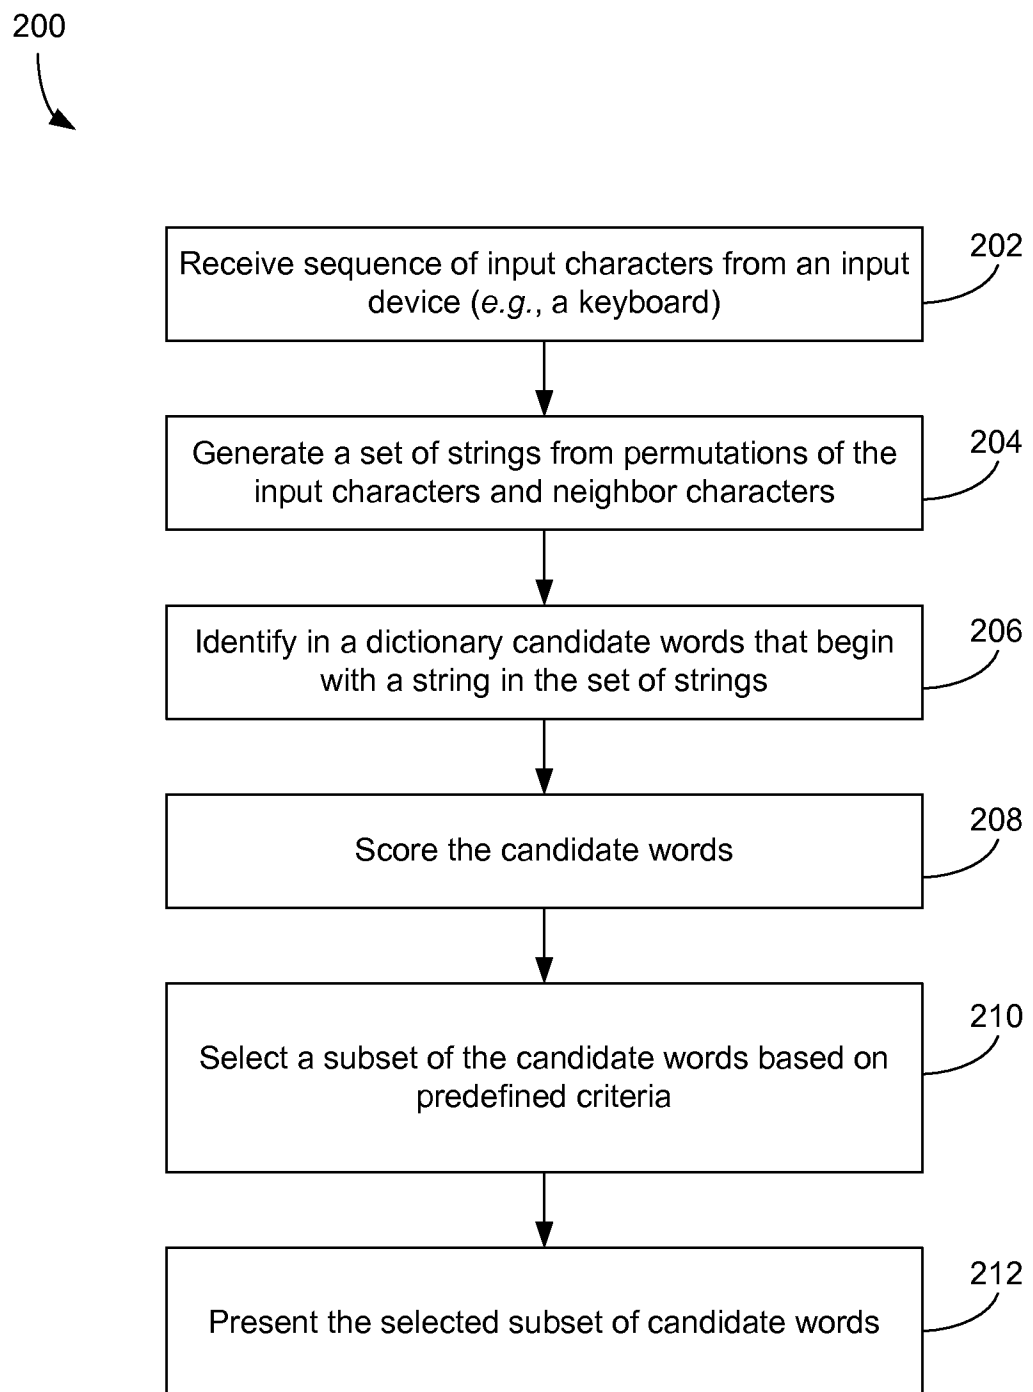 200
202
Receive sequence of input characters from an input
device (e.g., a keyboard)
204
Generate a set of strings from permutations of the
input characters and neighbor characters
206
Identify in a dictionary candidate words that begin
with a string in the set of strings
208
Score the candidate words
210
Select a subset of the candidate words based on
predefined criteria
212
Present the selected subset of candidate words